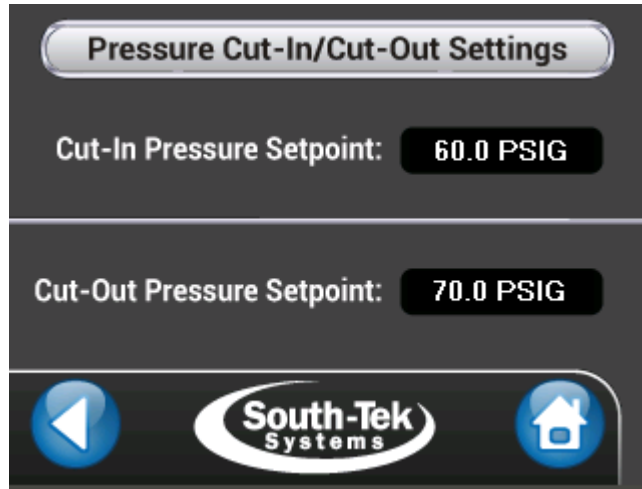 Pressure Cut-In/Cut-Out Settings
Cut-In Pressure Setpoint: 60.0 PSIG
Cut-Out Pressure Setpoint: 70.0 PSIG
South-Tek
Systems